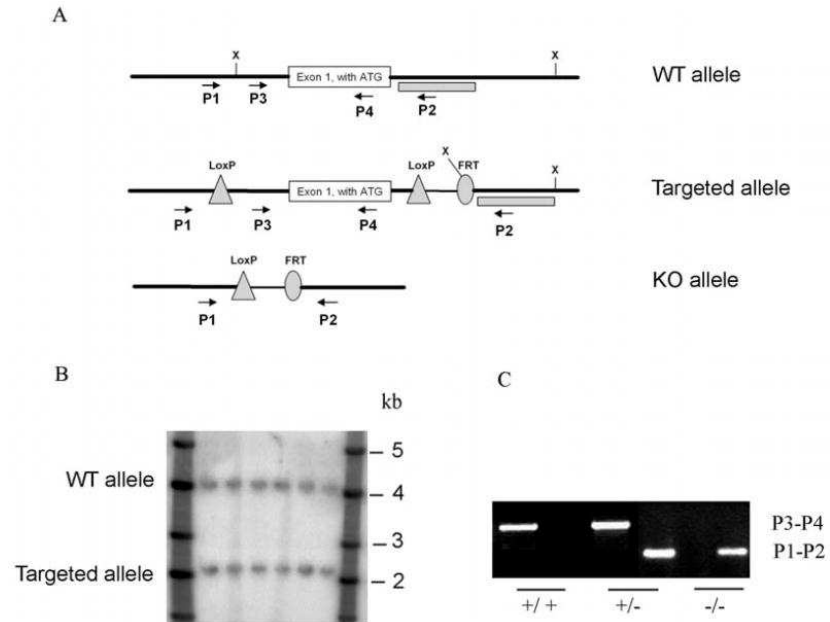 A
X
X
Exon 1, with ATG
WT allele
P1
P3
P4
P2
LoxP
LoxP
X
FRT
X
Exon 1, with ATG
Targeted allele
P1
P3
P4
P2
LoxP
FRT
KO allele
P1
P2
B
kb
5
WT allele
4
3
Targeted allele
2
C
P3-P4
P1-P2
+/ +
+/-
-/-